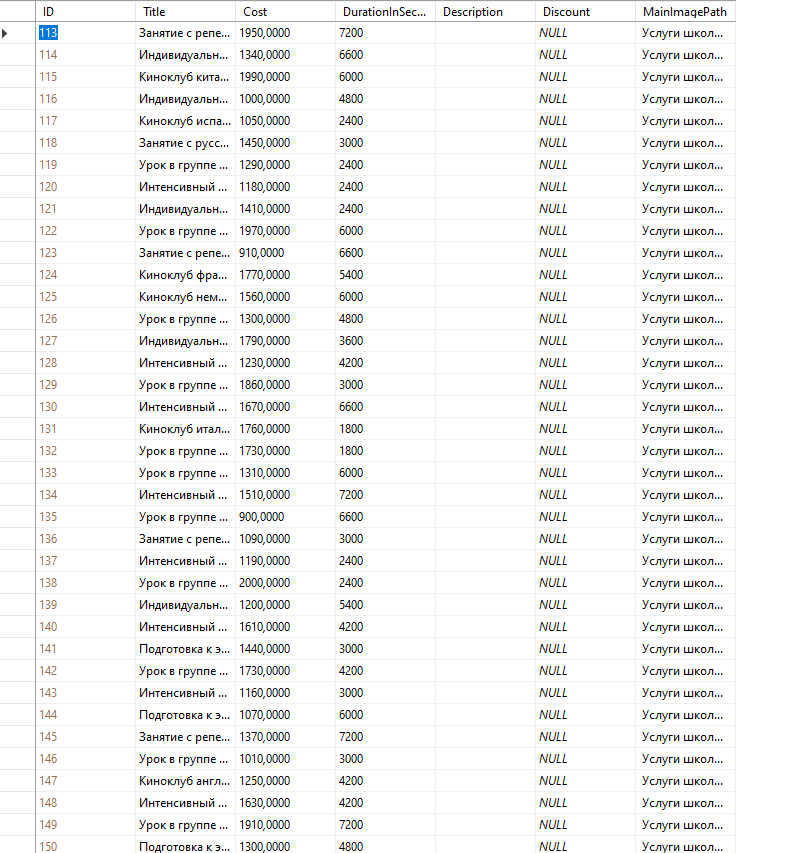 ID Title Cost DurationInSec... Description Discount MainImagePath
113 Занятие с репе... 1950,0000 7200 NULL Услуги школ...
114 Индивидуальн... 1340,0000 6600 NULL Услуги школ...
115 Киноклуб кита... 1990,0000 6000 NULL Услуги школ...
116 Индивидуальн... 1000,0000 4800 NULL Услуги школ...
117 Киноклуб испа... 1050,0000 2400 NULL Услуги школ...
118 Занятие с русс... 1450,0000 3000 NULL Услуги школ...
119 Урок в группе ... 1290,0000 2400 NULL Услуги школ...
120 Интенсивный ... 1180,0000 2400 NULL Услуги школ...
121 Индивидуальн... 1410,0000 2400 NULL Услуги школ...
122 Урок в группе ... 1970,0000 6000 NULL Услуги школ...
123 Занятие с репе... 910,0000 6600 NULL Услуги школ...
124 Киноклуб фра... 1770,0000 5400 NULL Услуги школ...
125 Киноклуб нем... 1560,0000 6000 NULL Услуги школ...
126 Урок в группе ... 1300,0000 4800 NULL Услуги школ...
127 Индивидуальн... 1790,0000 3600 NULL Услуги школ...
128 Интенсивный ... 1230,0000 4200 NULL Услуги школ...
129 Урок в группе ... 1860,0000 3000 NULL Услуги школ...
130 Интенсивный ... 1670,0000 6600 NULL Услуги школ...
131 Киноклуб итал... 1760,0000 1800 NULL Услуги школ...
132 Урок в группе ... 1730,0000 1800 NULL Услуги школ...
133 Урок в группе ... 1310,0000 6000 NULL Услуги школ...
134 Интенсивный ... 1510,0000 7200 NULL Услуги школ...
135 Урок в группе ... 900,0000 6600 NULL Услуги школ...
136 Занятие с репе... 1090,0000 3000 NULL Услуги школ...
137 Интенсивный ... 1190,0000 2400 NULL Услуги школ...
138 Урок в группе ... 2000,0000 2400 NULL Услуги школ...
139 Индивидуальн... 1200,0000 5400 NULL Услуги школ...
140 Интенсивный ... 1610,0000 4200 NULL Услуги школ...
141 Подготовка к э... 1440,0000 3000 NULL Услуги школ...
142 Урок в группе ... 1730,0000 4200 NULL Услуги школ...
143 Интенсивный ... 1160,0000 3000 NULL Услуги школ...
144 Подготовка к э... 1070,0000 6000 NULL Услуги школ...
145 Занятие с репе... 1370,0000 7200 NULL Услуги школ...
146 Урок в группе ... 1010,0000 3000 NULL Услуги школ...
147 Киноклуб англ... 1250,0000 4200 NULL Услуги школ...
148 Интенсивный ... 1630,0000 4200 NULL Услуги школ...
149 Урок в группе ... 1910,0000 7200 NULL Услуги школ...
150 Подготовка к э... 1300,0000 4800 NULL Услуги школ...